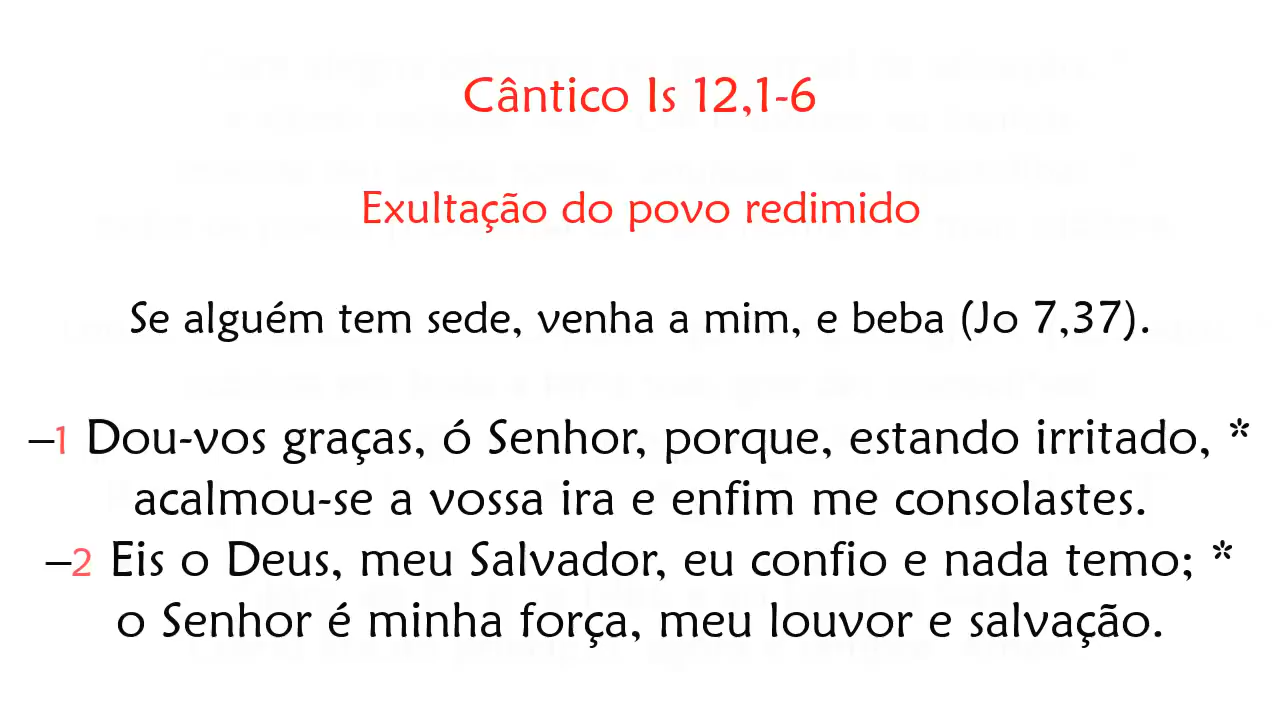 Cântico Is 12,1-6
Exultação do povo redimido
Se alguém tem sede, venha a mim, e beba (Jo 7,37).
–1 Dou-vos graças, ó Senhor, porque, estando irritado, *
acalmou-se a vossa ira e enfim me consolastes.
–2 Eis o Deus, meu Salvador, eu confio e nada temo; *
o Senhor é minha força, meu louvor e salvação.